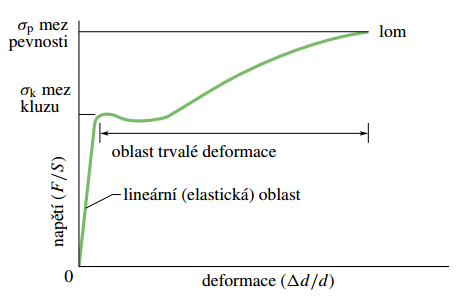 σp mez
pevnosti
lom
σk mez
kluzu
oblast trvalé deformace
lineární (elastická) oblast
napětí (F/S)
0
deformace (Δd/d)